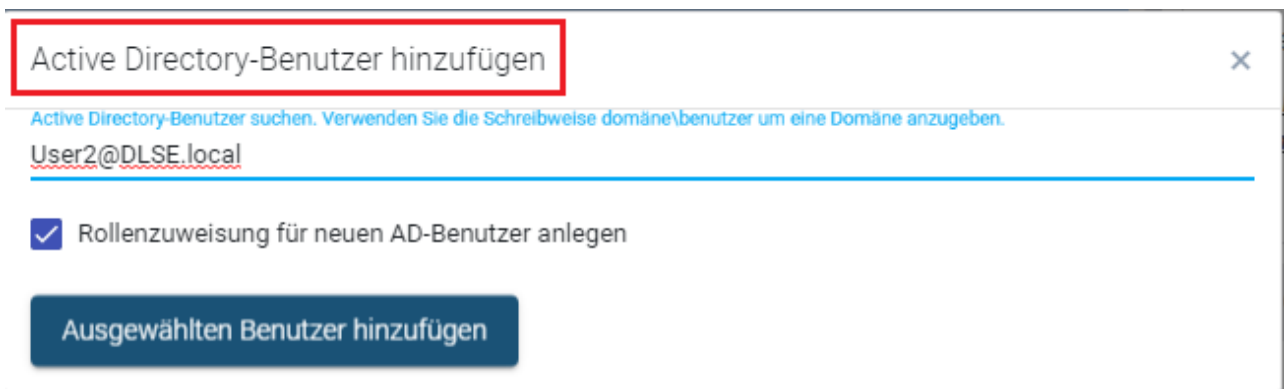 Active Directory-Benutzer hinzufügen
Active Directory-Benutzer suchen. Verwenden Sie die Schreibweise domäne\benutzer um eine Domäne anzugeben.
User2@DLSE.local
Rollenzuweisung für neuen AD-Benutzer anlegen
Ausgewählten Benutzer hinzufügen